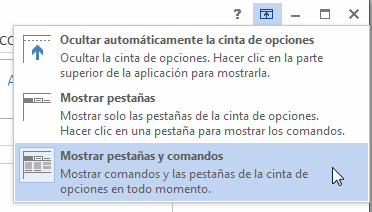 ?
Ocultar automáticamente la cinta de opciones
Ocultar la cinta de opciones. Hacer clic en la parte
superior de la aplicación para mostrarla.
Mostrar pestañas
Mostrar solo las pestañas de la cinta de opciones.
Hacer clic en una pestaña para mostrar los comandos.
Mostrar pestañas y comandos
Mostrar comandos y las pestañas de la cinta de
opciones en todo momento.